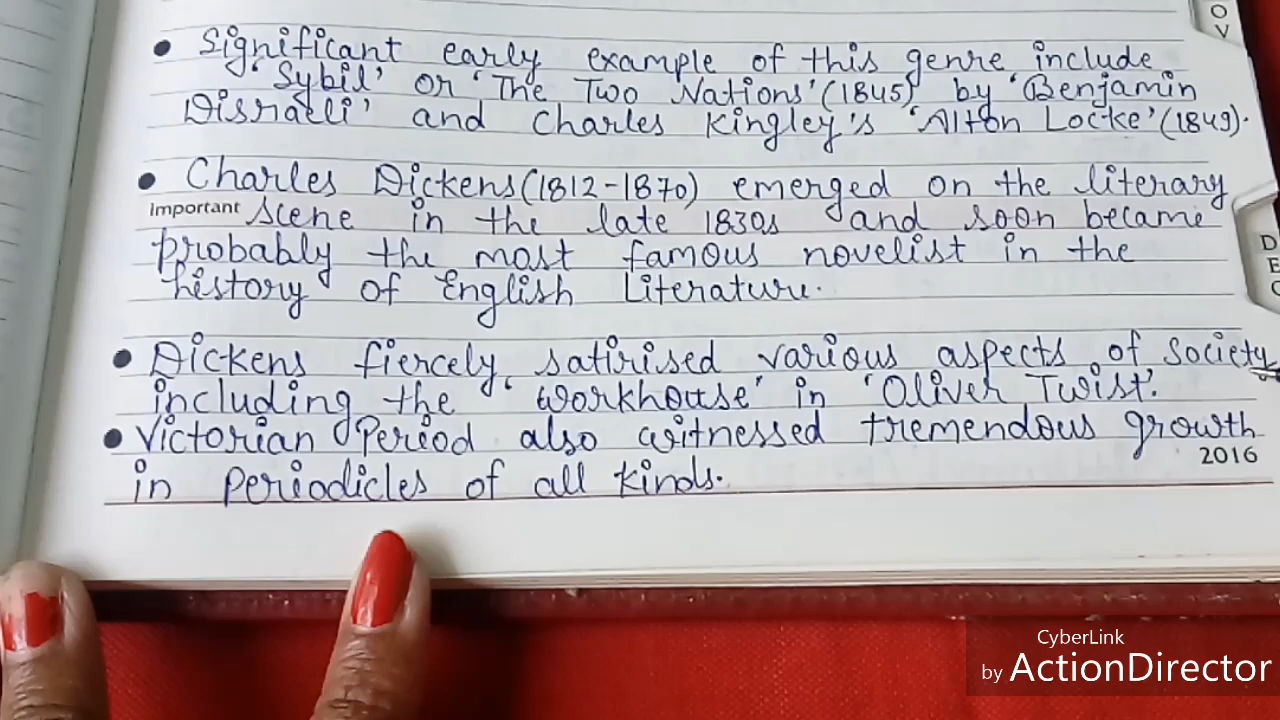 O
V
• Significant early example of this genre include
'Sybil' or 'The Two Nations' (1845) by 'Benjamin
Disraeli' and Charles Kingley's 'Alton Locke' (1849).
• Charles Dickens (1812-1870) emerged on the literary
Important scene in the late 1830s and soon became
probably the most famous novelist in the
history of English Literature.
D
E
C
• Dickens fiercely satirised various aspects of society
including the 'workhouse' in 'Oliver Twist'.
• Victorian Period also witnessed tremendous growth
2016
in periodicles of all kinds.
CyberLink
by ActionDirector